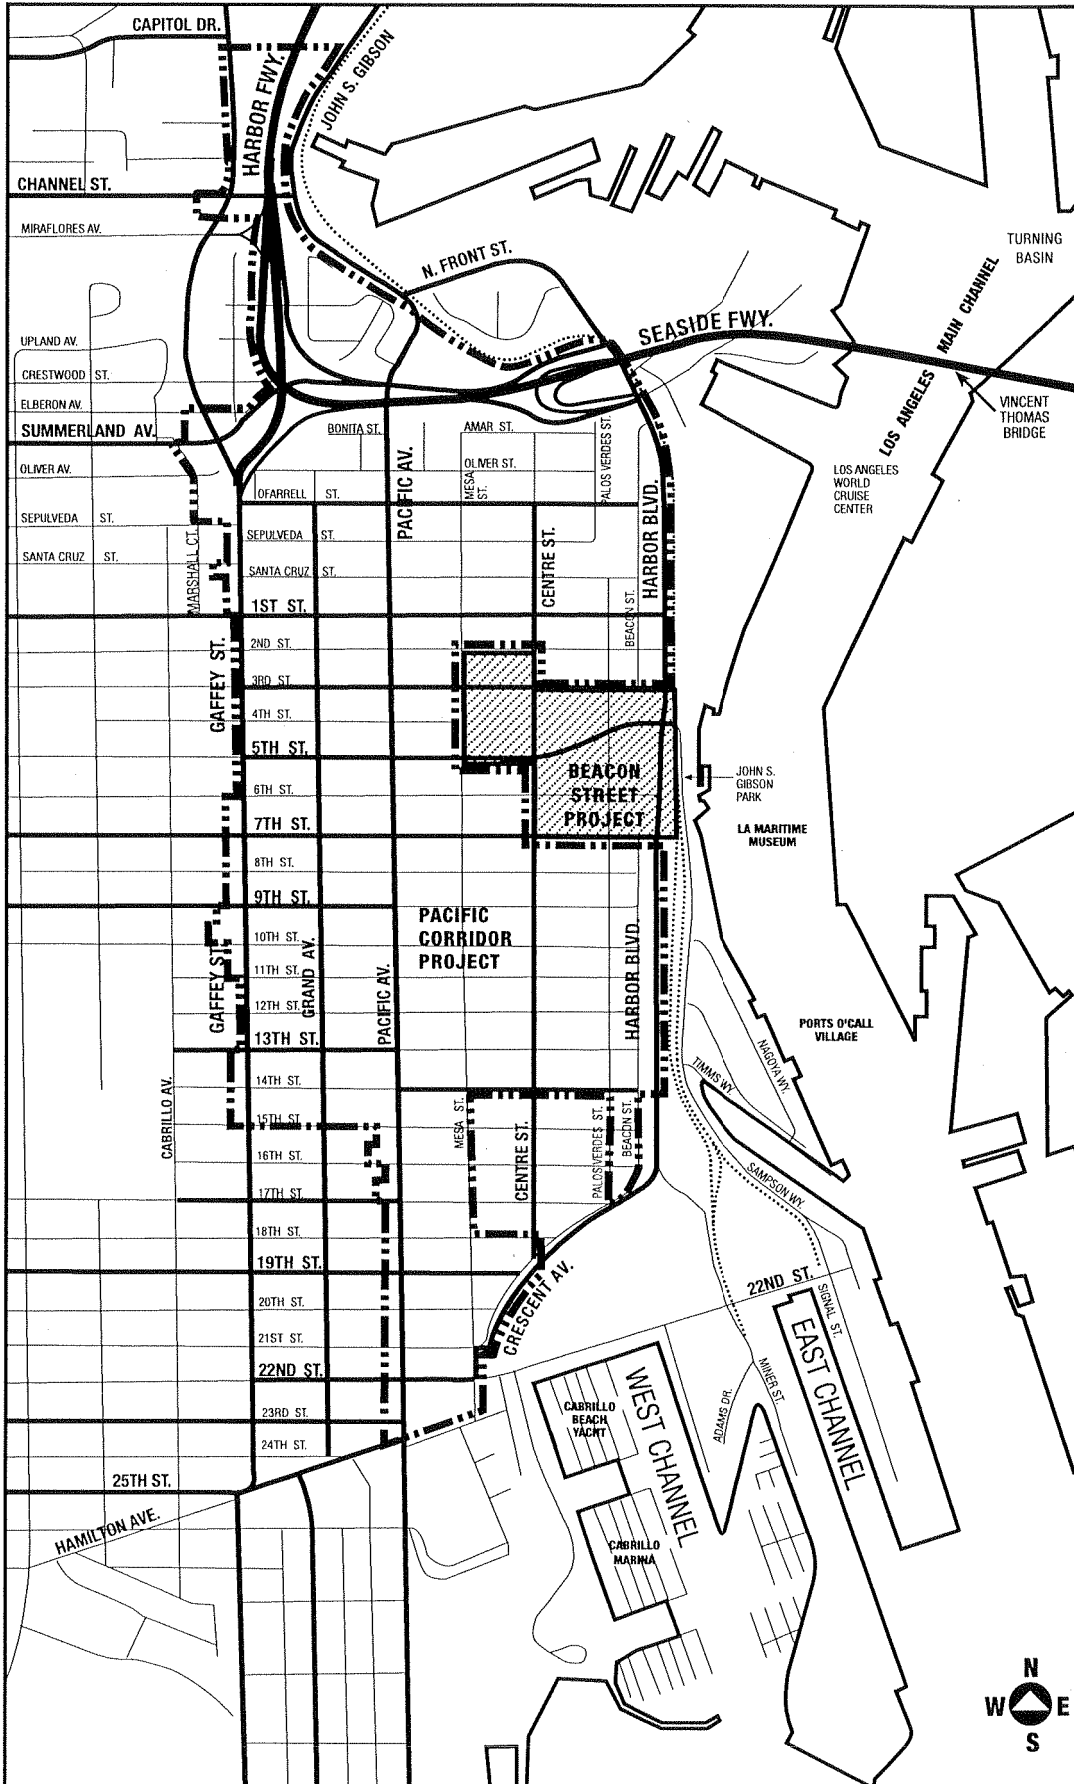 CAPITOL DR.
HARBOR FWY.
JOHN S. GIBSON
CHANNEL ST.
MIRAFLORES AV.
N. FRONT ST.
TURNING
BASIN
LOS ANGELES MAIN CHANNEL
SEASIDE FWY.
UPLAND AV.
CRESTWOOD ST.
ELBERON AV.
SUMMERLAND AV.
VINCENT
THOMAS
BRIDGE
BONITA ST.
AMAR ST.
PALOS VERDES ST.
OLIVER AV.
OLIVER ST.
MESA
ST.
PACIFIC AV.
LOS ANGELES
WORLD
CRUISE
CENTER
OFARRELL ST.
HARBOR BLVD.
SEPULVEDA ST.
SEPULVEDA ST.
CENTRE ST.
SANTA CRUZ ST.
SANTA CRUZ ST.
MARSHALL CT.
1ST ST.
BEACON ST.
GAFFEY ST.
2ND ST.
3RD ST.
4TH ST.
5TH ST.
6TH ST.
7TH ST.
BEACON
STREET
PROJECT
JOHN S.
GIBSON
PARK
LA MARITIME
MUSEUM
8TH ST.
9TH ST.
PACIFIC
CORRIDOR
PROJECT
10TH ST.
11TH ST.
12TH ST.
13TH ST.
GAFFEY ST.
GRAND AV.
PACIFIC AV.
HARBOR BLVD.
PORTS O'CALL
VILLAGE
NAGOYA WY.
TIMMS WY.
CABRILLO AV.
14TH ST.
15TH ST.
16TH ST.
17TH ST.
MESA ST.
CENTRE ST.
PALOS VERDES ST.
BEACON ST.
SAMPSON WY.
18TH ST.
19TH ST.
20TH ST.
21ST ST.
22ND ST.
CRESCENT AV.
22ND ST.
SIGNAL ST.
EAST CHANNEL
MINER ST.
ADAMS DR.
WEST CHANNEL
CABRILLO
BEACH
YACHT
23RD ST.
24TH ST.
25TH ST.
HAMILTON AVE.
CABRILLO
MARINA
N
W E
S